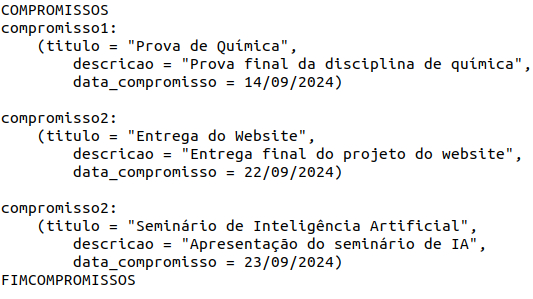 COMPROMISSOS
compromisso1:
    (titulo = "Prova de Química",
        descricao = "Prova final da disciplina de química",
        data_compromisso = 14/09/2024)

compromisso2:
    (titulo = "Entrega do Website",
        descricao = "Entrega final do projeto do website",
        data_compromisso = 22/09/2024)

compromisso2:
    (titulo = "Seminário de Inteligência Artificial",
        descricao = "Apresentação do seminário de IA",
        data_compromisso = 23/09/2024)
FIMCOMPROMISSOS